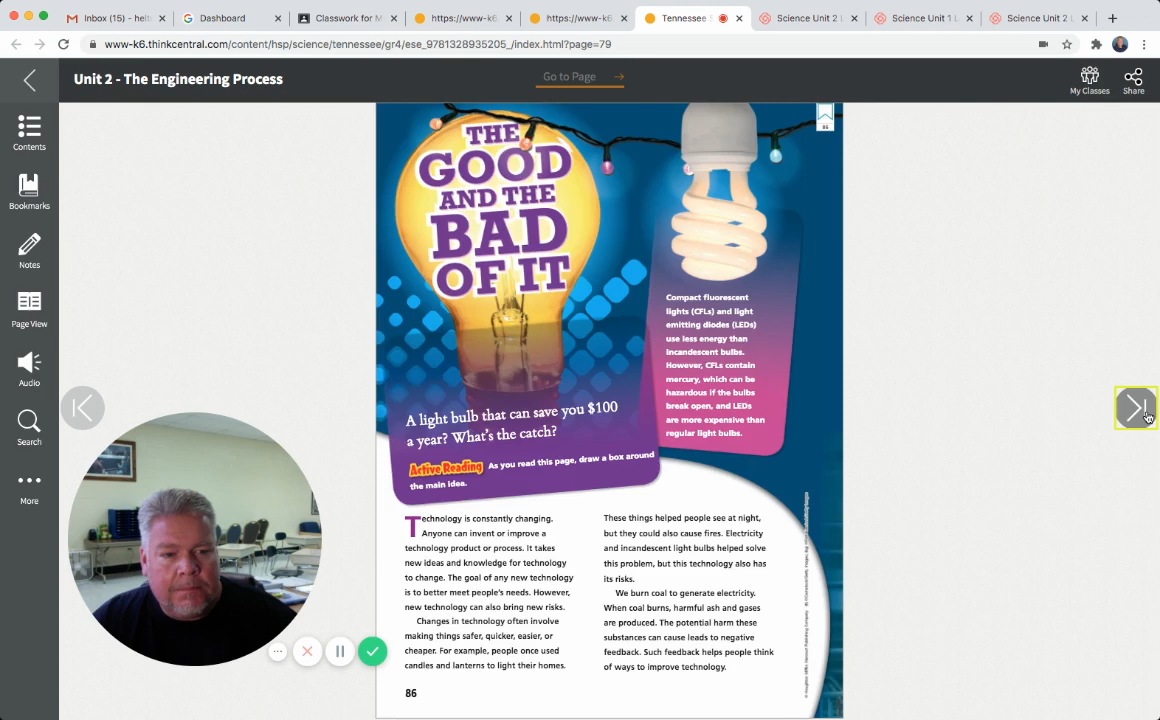 Inbox (15) - helt
Dashboard
Classwork for M
https://www-k6.
https://www-k6.
Tennessee S
Science Unit 2 L
Science Unit 1 L
Science Unit 2 L
www-k6.thinkcentral.com/content/hsp/science/tennessee/gr4/ese_9781328935205_/index.html?page=79
Unit 2 - The Engineering Process
Go to Page
My Classes
Share
Contents
Bookmarks
Notes
Page View
Audio
Search
More
86
THE
GOOD
AND THE
BAD
OF IT
Compact fluorescent
lights (CFLs) and light
emitting diodes (LEDs)
use less energy than
incandescent bulbs.
However, CFLs contain
mercury, which can be
hazardous if the bulbs
break open, and LEDs
are more expensive than
regular light bulbs.
A light bulb that can save you $100
a year? What's the catch?
Active Reading As you read this page, draw a box around
the main idea.
Technology is constantly changing.
Anyone can invent or improve a
technology product or process. It takes
new ideas and knowledge for technology
to change. The goal of any new technology
is to better meet people's needs. However,
new technology can also bring new risks.
Changes in technology often involve
making things safer, quicker, easier, or
cheaper. For example, people once used
candles and lanterns to light their homes.
These things helped people see at night,
but they could also cause fires. Electricity
and incandescent light bulbs helped solve
this problem, but this technology also has
its risks.
We burn coal to generate electricity.
When coal burns, harmful ash and gases
are produced. The potential harm these
substances can cause leads to negative
feedback. Such feedback helps people think
of ways to improve technology.
86